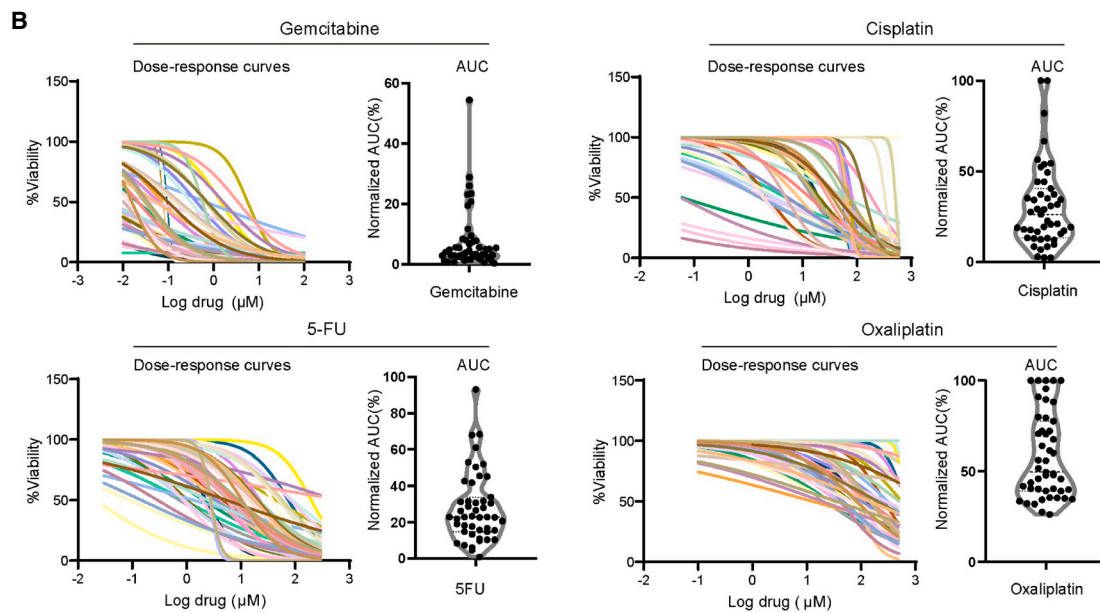 B
Gemcitabine
Dose-response curves
AUC
%Viability
150
100
50
0
-3 -2 -1 0 1 2 3
Log drug (μM)
Normalized AUC(%)
60
40
20
0
Gemcitabine
Cisplatin
Dose-response curves
AUC
%Viability
150
100
50
0
-2 -1 0 1 2 3
Log drug (μM)
Normalized AUC(%)
100
50
0
Cisplatin
5-FU
Dose-response curves
AUC
%Viability
150
100
50
0
-2 -1 0 1 2 3
Log drug (μM)
Normalized AUC(%)
100
80
60
40
20
0
5FU
Oxaliplatin
Dose-response curves
AUC
%Viability
150
100
50
0
-2 -1 0 1 2 3
Log drug (μM)
Normalized AUC(%)
100
50
0
Oxaliplatin